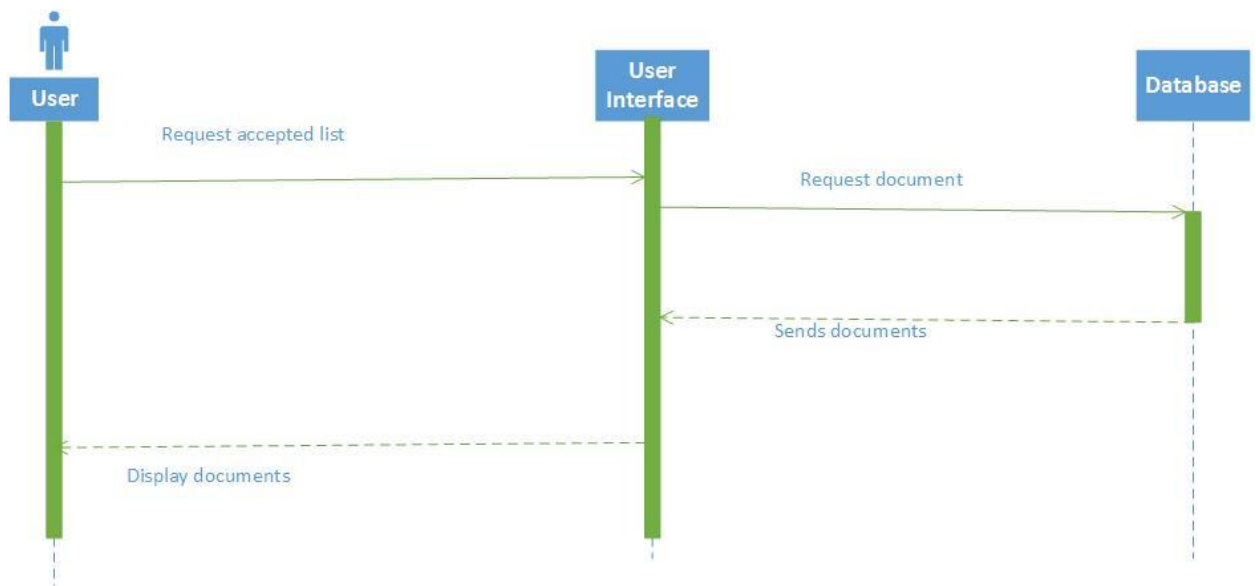 User
User
Interface
Database
Request accepted list
Request document
Sends documents
Display documents